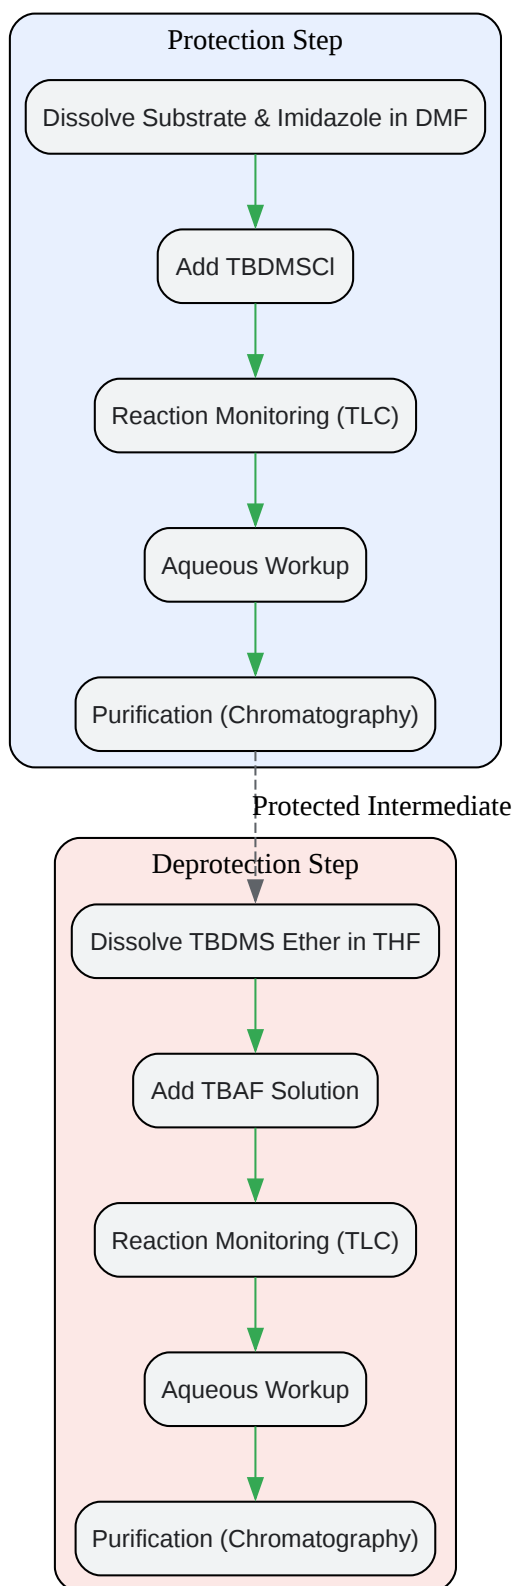 Protection Step
Dissolve Substrate & Imidazole in DMF
Add TBDMSCl
Reaction Monitoring (TLC)
Aqueous Workup
Purification (Chromatography)
Protected Intermediate
Deprotection Step
Dissolve TBDMS Ether in THF
Add TBAF Solution
Reaction Monitoring (TLC)
Aqueous Workup
Purification (Chromatography)